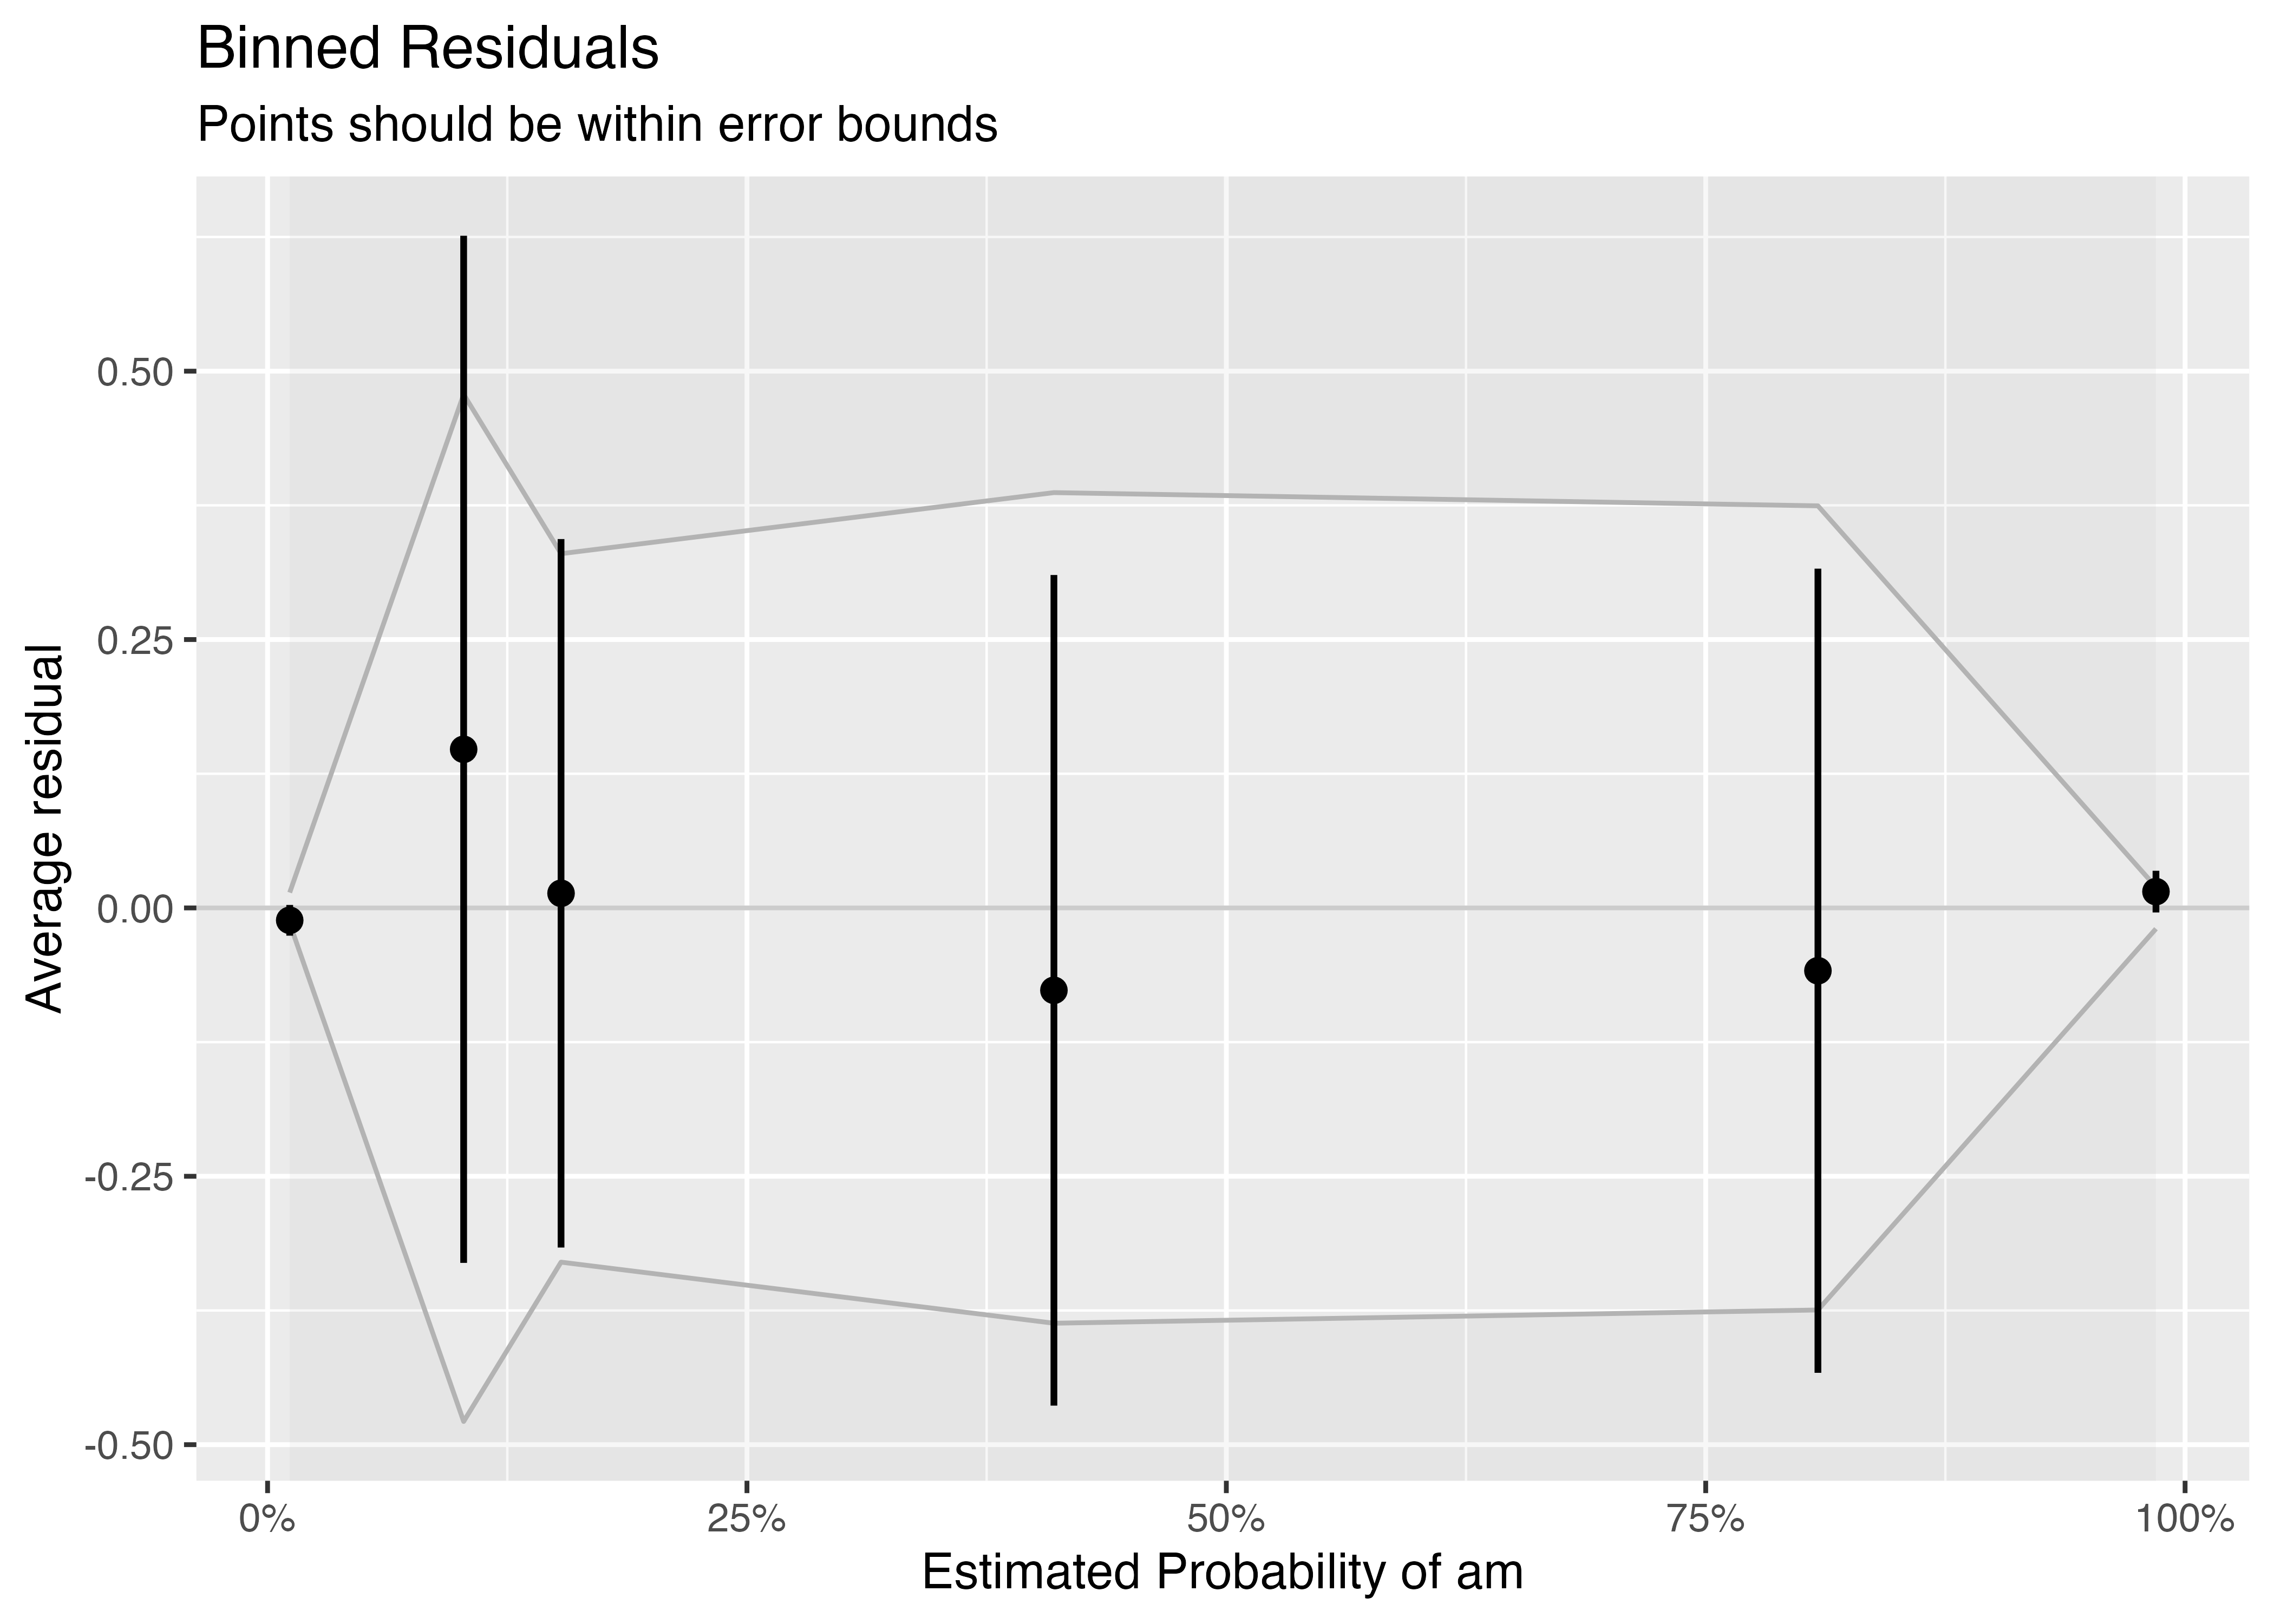 Binned Residuals
Points should be within error bounds
Average residual
0.50
0.25
0.00
-0.25
-0.50
0%
25%
50%
75%
100%
Estimated Probability of am